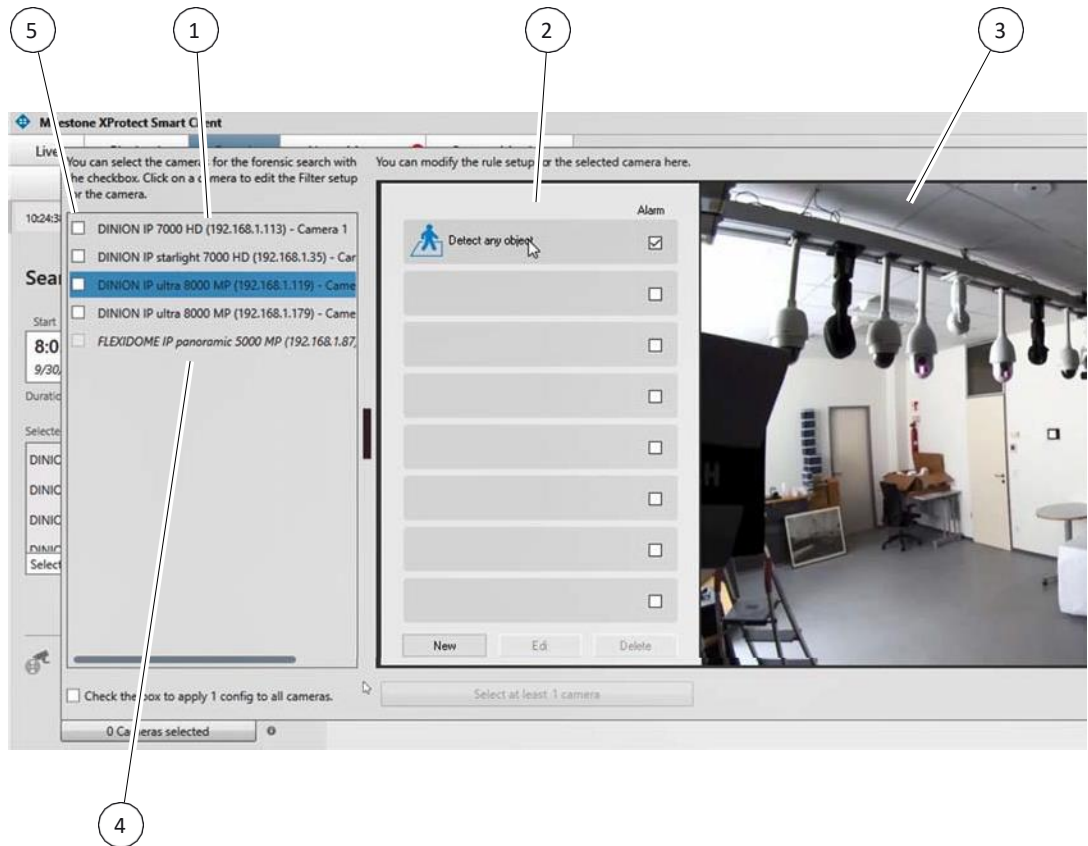 5
1
2
3
Milestone XProtect Smart Client
Live
You can select the cameras for the forensic search with
the checkbox. Click on a camera to edit the Filter setup
for the camera.
You can modify the rule setup for the selected camera here.
10:24:3
Alarm
DINION IP 7000 HD (192.168.1.113) - Camera 1
Detect any object
DINION IP starlight 7000 HD (192.168.1.35) - Car
Sear
DINION IP ultra 8000 MP (192.168.1.119) - Came
Start
DINION IP ultra 8000 MP (192.168.1.179) - Came
8:0
FLEXIDOME IP panoramic 5000 MP (192.168.1.87)
9/30/
Duratio
Selecte
DINIC
DINIC
DINIC
DINIC
Select
H
New
Edi
Delete
Check the box to apply 1 config to all cameras.
Select at least 1 camera
0 Cameras selected
4